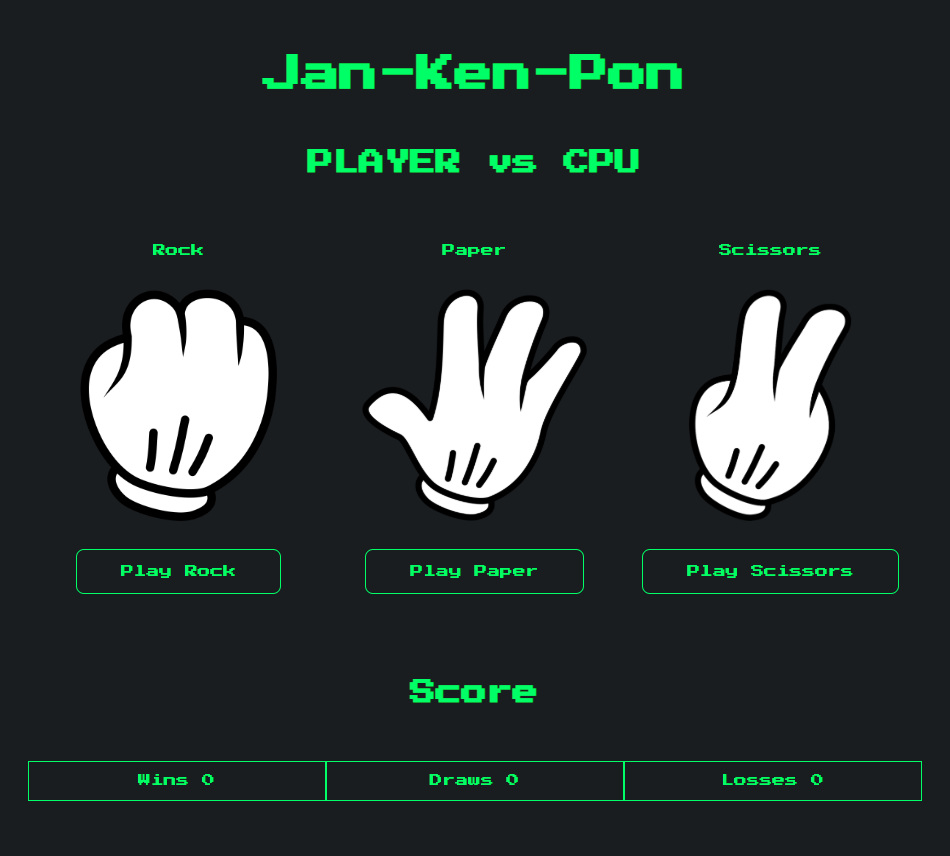 Jan-Ken-Pon
PLAYER vs CPU
Rock
Paper
Scissors
Play Rock
Play Paper
Play Scissors
Score
Wins 0
Draws 0
Losses 0